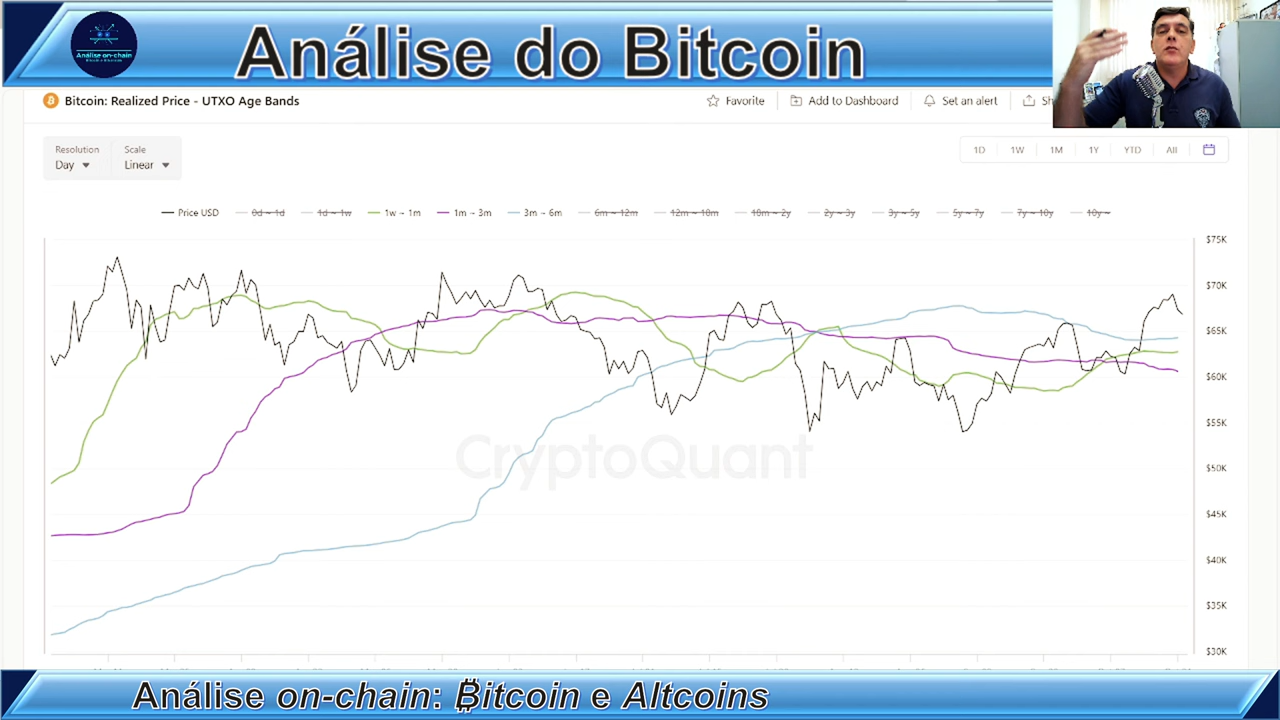 Análise do Bitcoin
Análise on-chain
Bitcoin: Realized Price - UTXO Age Bands
Favorite
Add to Dashboard
Set an alert
Sh
Resolution
Day
Scale
Linear
1D 1W 1M 1Y YTD All
Price USD 0d ~ 1d 1d ~ 1w 1w ~ 1m 1m ~ 3m 3m ~ 6m 6m ~ 12m 12m ~ 18m 18m ~ 2y 2y ~ 3y 3y ~ 5y 5y ~ 7y 7y ~ 10y 10y ~
$75K
$70K
$65K
$60K
$55K
CryptoQuant
$50K
$45K
$40K
$35K
$30K
Análise on-chain: ₿itcoin e Altcoins